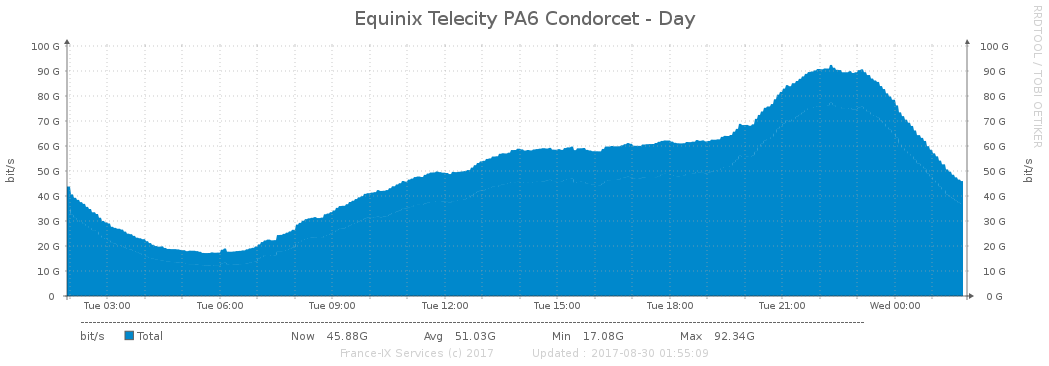 Equinix Telecity PA6 Condorcet - Day
RRDTOOL / TOBI OETIKER
bit/s
100 G 100 G
90 G 90 G
80 G 80 G
70 G 70 G
60 G 60 G
50 G 50 G
40 G 40 G
30 G 30 G
20 G 20 G
10 G 10 G
0 0 G
bit/s
Tue 03:00 Tue 06:00 Tue 09:00 Tue 12:00 Tue 15:00 Tue 18:00 Tue 21:00 Wed 00:00
bit/s Total Now 45.88G Avg 51.03G Min 17.08G Max 92.34G
France-IX Services (c) 2017 Updated : 2017-08-30 01:55:09